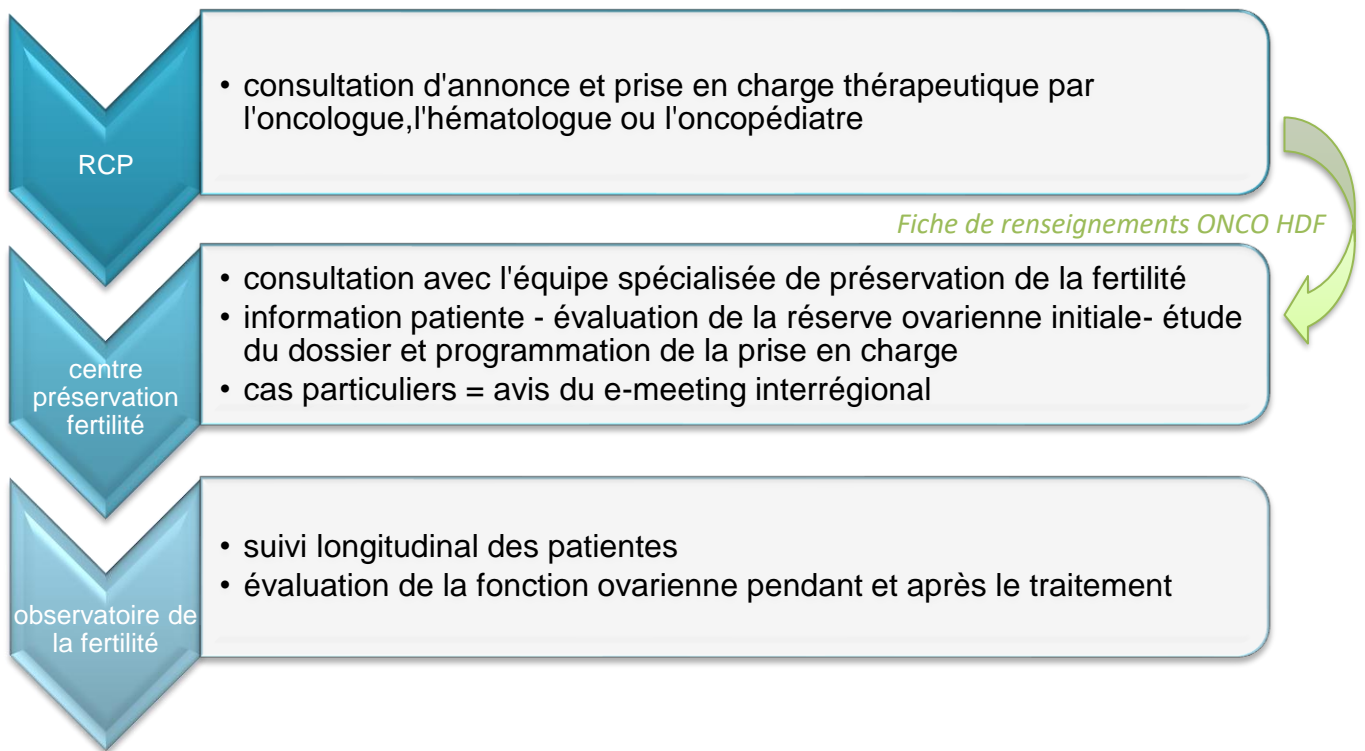 RCP
• consultation d'annonce et prise en charge thérapeutique par
l'oncologue,l'hématologue ou l'oncopédiatre
Fiche de renseignements ONCO HDF
centre
préservation
fertilité
• consultation avec l'équipe spécialisée de préservation de la fertilité
• information patiente - évaluation de la réserve ovarienne initiale- étude
du dossier et programmation de la prise en charge
• cas particuliers = avis du e-meeting interrégional
observatoire de
la fertilité
• suivi longitudinal des patientes
• évaluation de la fonction ovarienne pendant et après le traitement